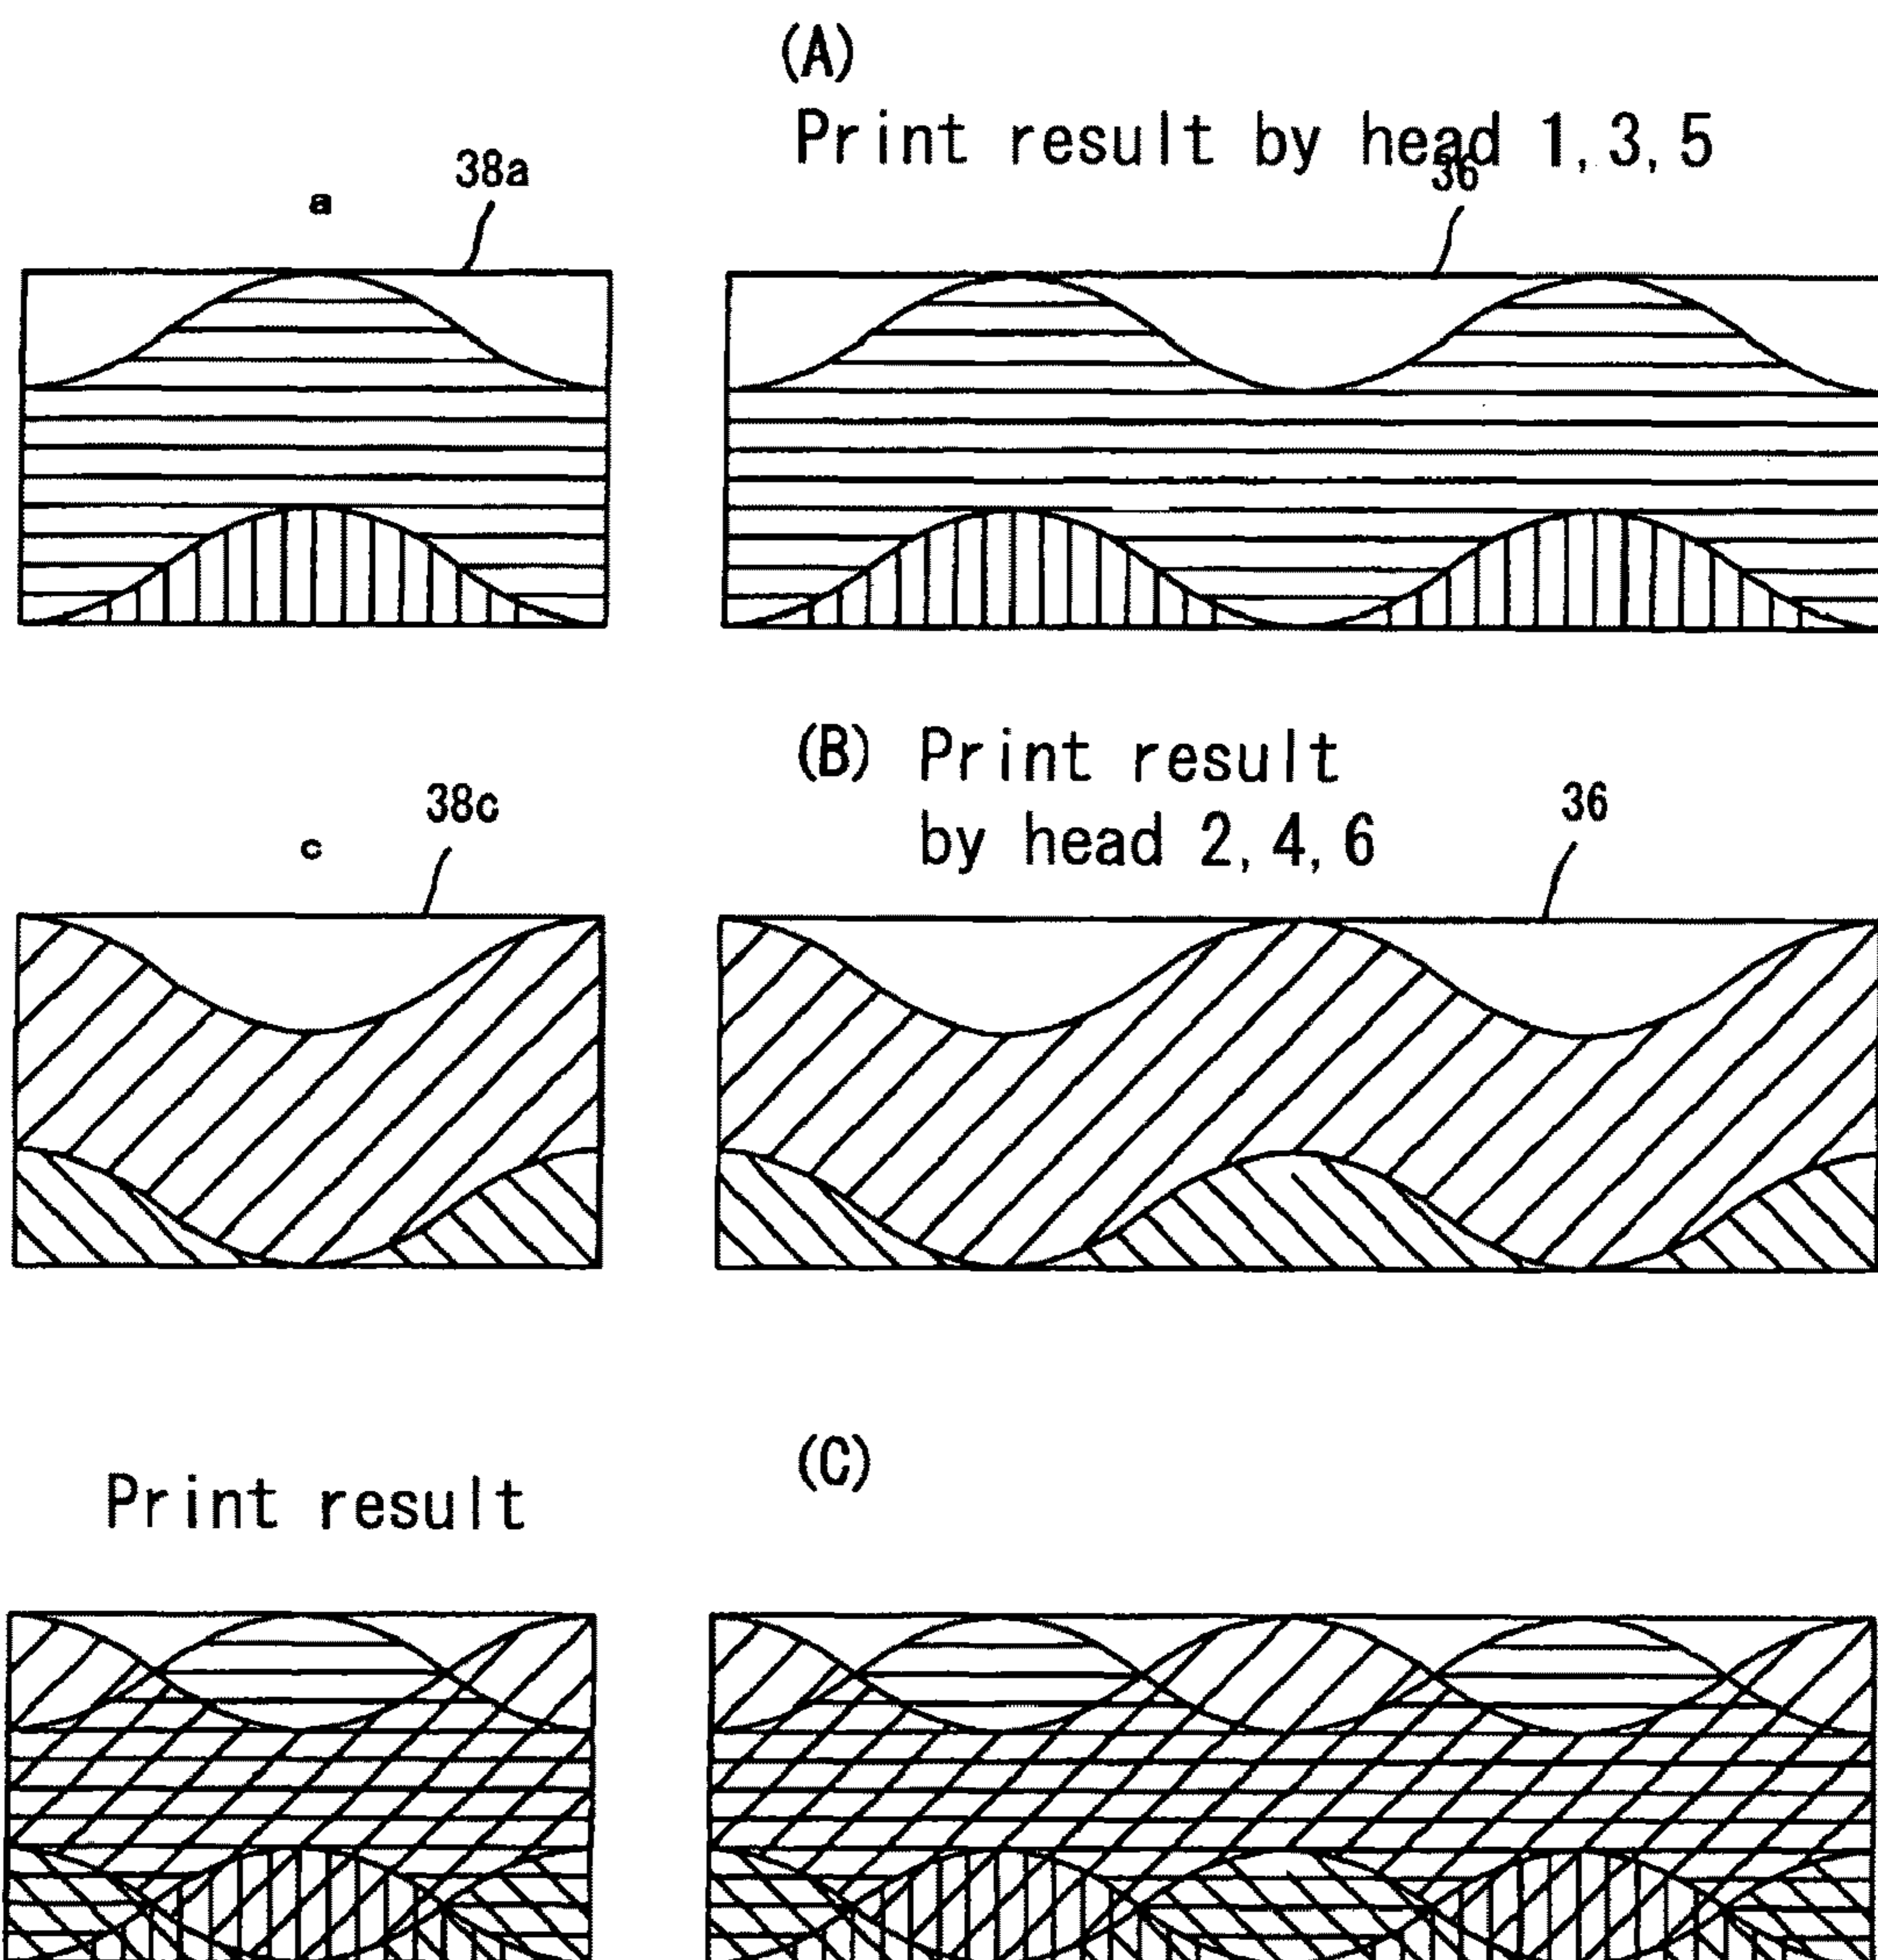 (A)
Print result by head 1,3,5
38a
36
a
(B) Print result
by head 2,4,6
38c
36
c
(C)
Print result